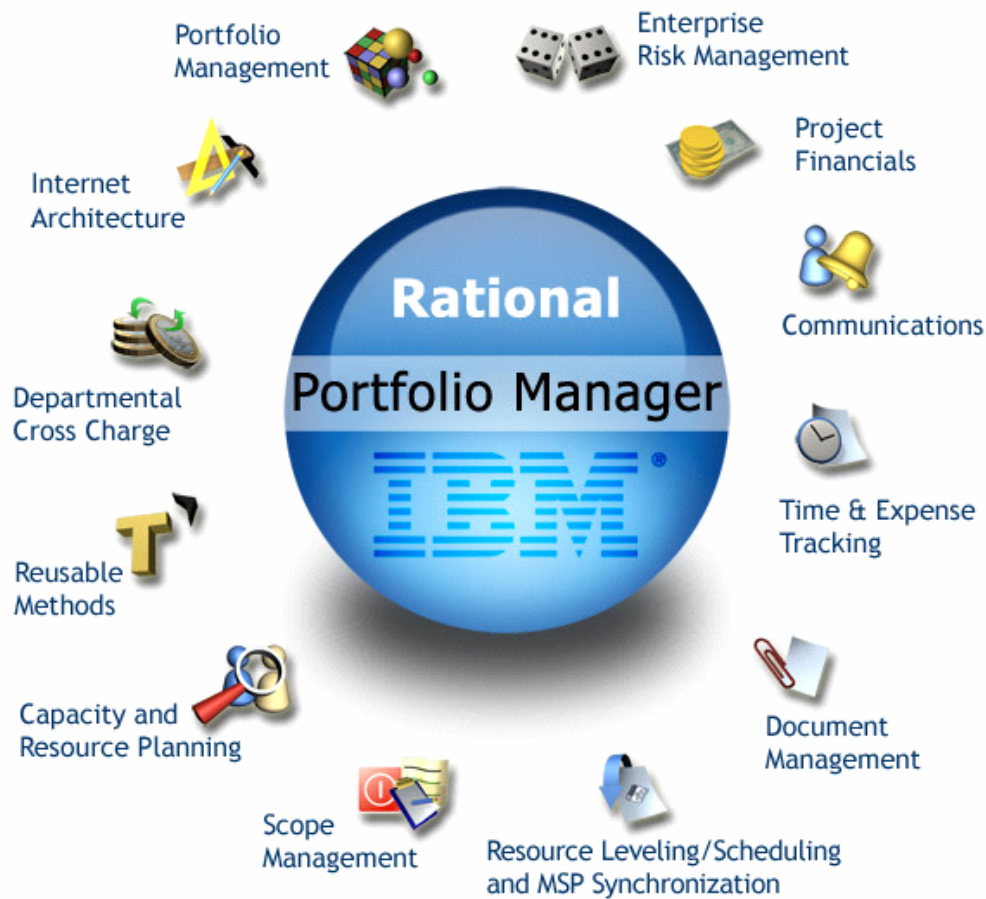 Portfolio
Management
Enterprise
Risk Management
Project
Financials
Internet
Architecture
Communications
Rational
Portfolio Manager
IBM®
Departmental
Cross Charge
Time & Expense
Tracking
T
Reusable
Methods
Capacity and
Resource Planning
Document
Management
Scope
Management
Resource Leveling/Scheduling
and MSP Synchronization